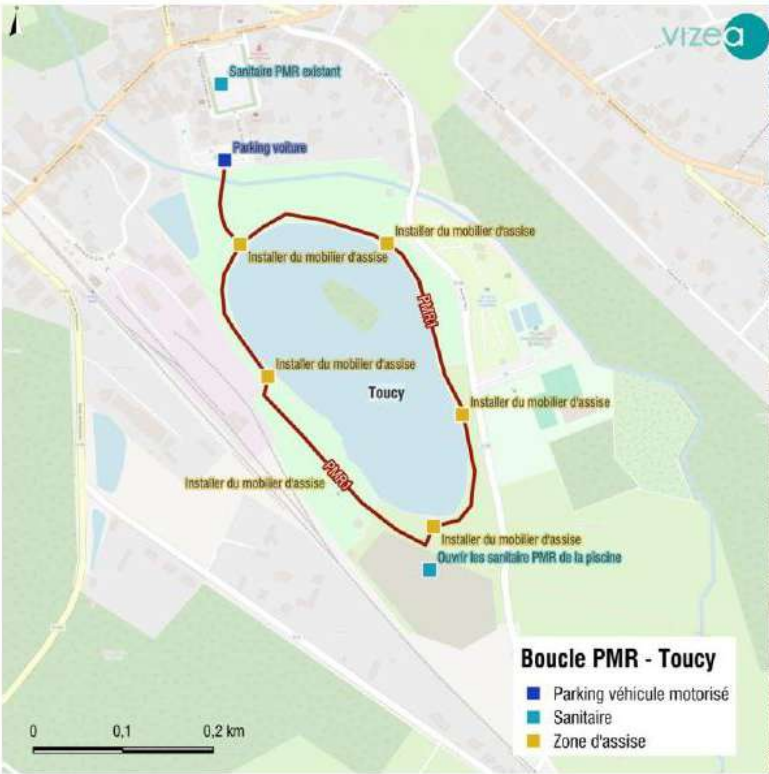 vizea
Sanitaire PMR existant
Parking voiture
Installer du mobilier d'assise
Installer du mobilier d'assise
PMR1
Installer du mobilier d'assise
Toucy
Installer du mobilier d'assise
PMR1
Installer du mobilier d'assise
Installer du mobilier d'assise
Ouvrir les sanitaire PMR de la piscine
Boucle PMR - Toucy
Parking véhicule motorisé
Sanitaire
Zone d'assise
0 0,1 0,2 km